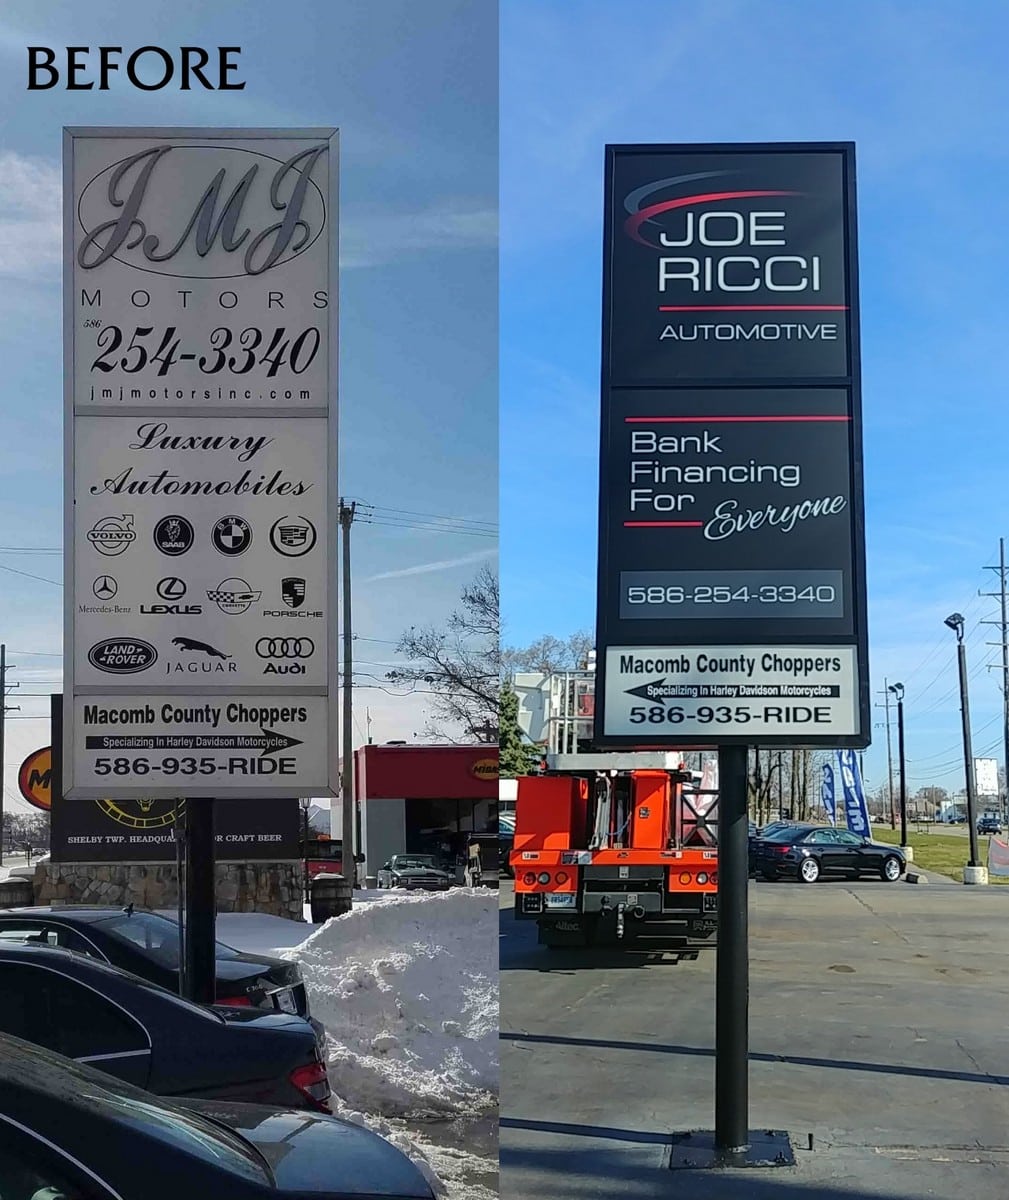 BEFORE
JMJ
MOTORS
586
254-3340
jmjmotorsinc.com
Luxury
Automobiles
VOLVO
SAAB
BMW
Mercedes-Benz
LEXUS
CORVETTE
PORSCHE
LAND ROVER
JAGUAR
Audi
Macomb County Choppers
Specializing In Harley Davidson Motorcycles
586-935-RIDE
SHELBY TWP. HEADQUA
R CRAFT BEER
JOE
RICCI
AUTOMOTIVE
Bank
Financing
For
Everyone
586-254-3340
Macomb County Choppers
Specializing In Harley Davidson Motorcycles
586-935-RIDE
Altec